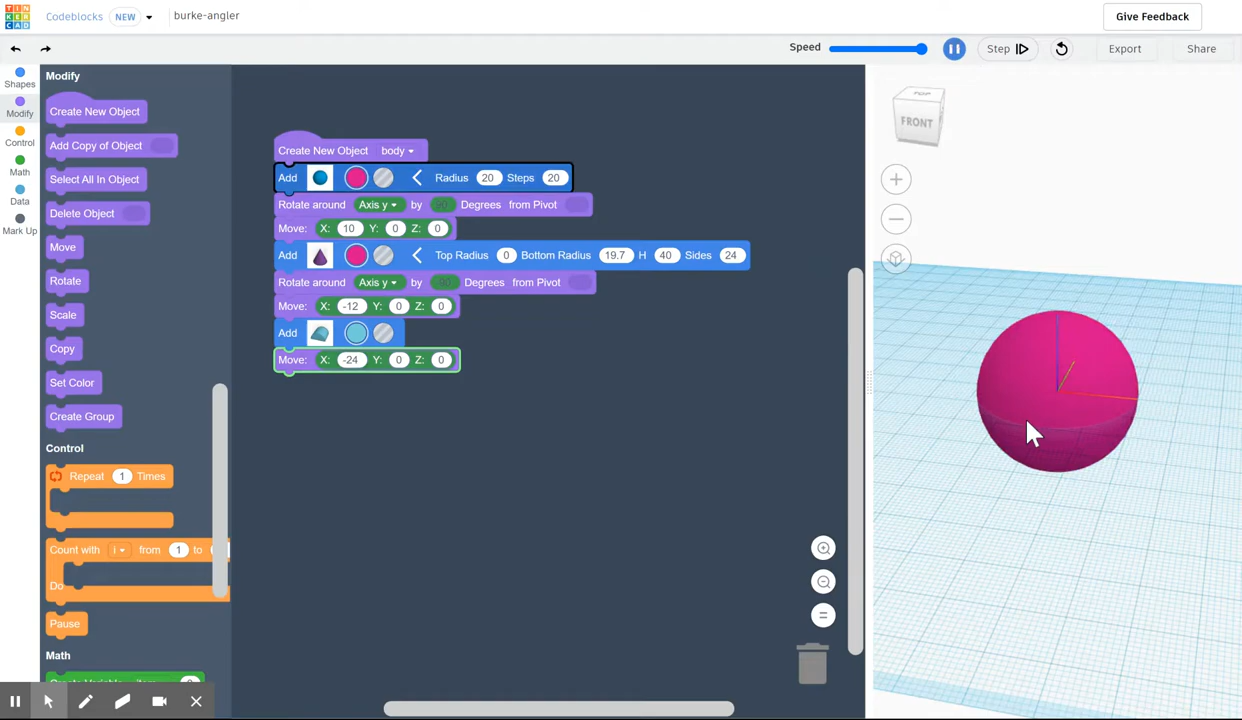 TIN
KER
CAD
Codeblocks NEW
burke-angler
Give Feedback
Speed
Step
Export
Share
Shapes
Modify
Control
Math
Data
Mark Up
Modify
Create New Object
Add Copy of Object
Select All In Object
Delete Object
Move
Rotate
Scale
Copy
Set Color
Create Group
Control
Repeat 1 Times
Count with i from 1 to
Do
Pause
Math
Create New Object body
Add Radius 20 Steps 20
Rotate around Axis y by 90 Degrees from Pivot
Move: X: 10 Y: 0 Z: 0
Add Top Radius 0 Bottom Radius 19.7 H 40 Sides 24
Rotate around Axis y by Degrees from Pivot
Move: X: -12 Y: 0 Z: 0
Add
Move: X: -24 Y: 0 Z: 0
TOP
FRONT